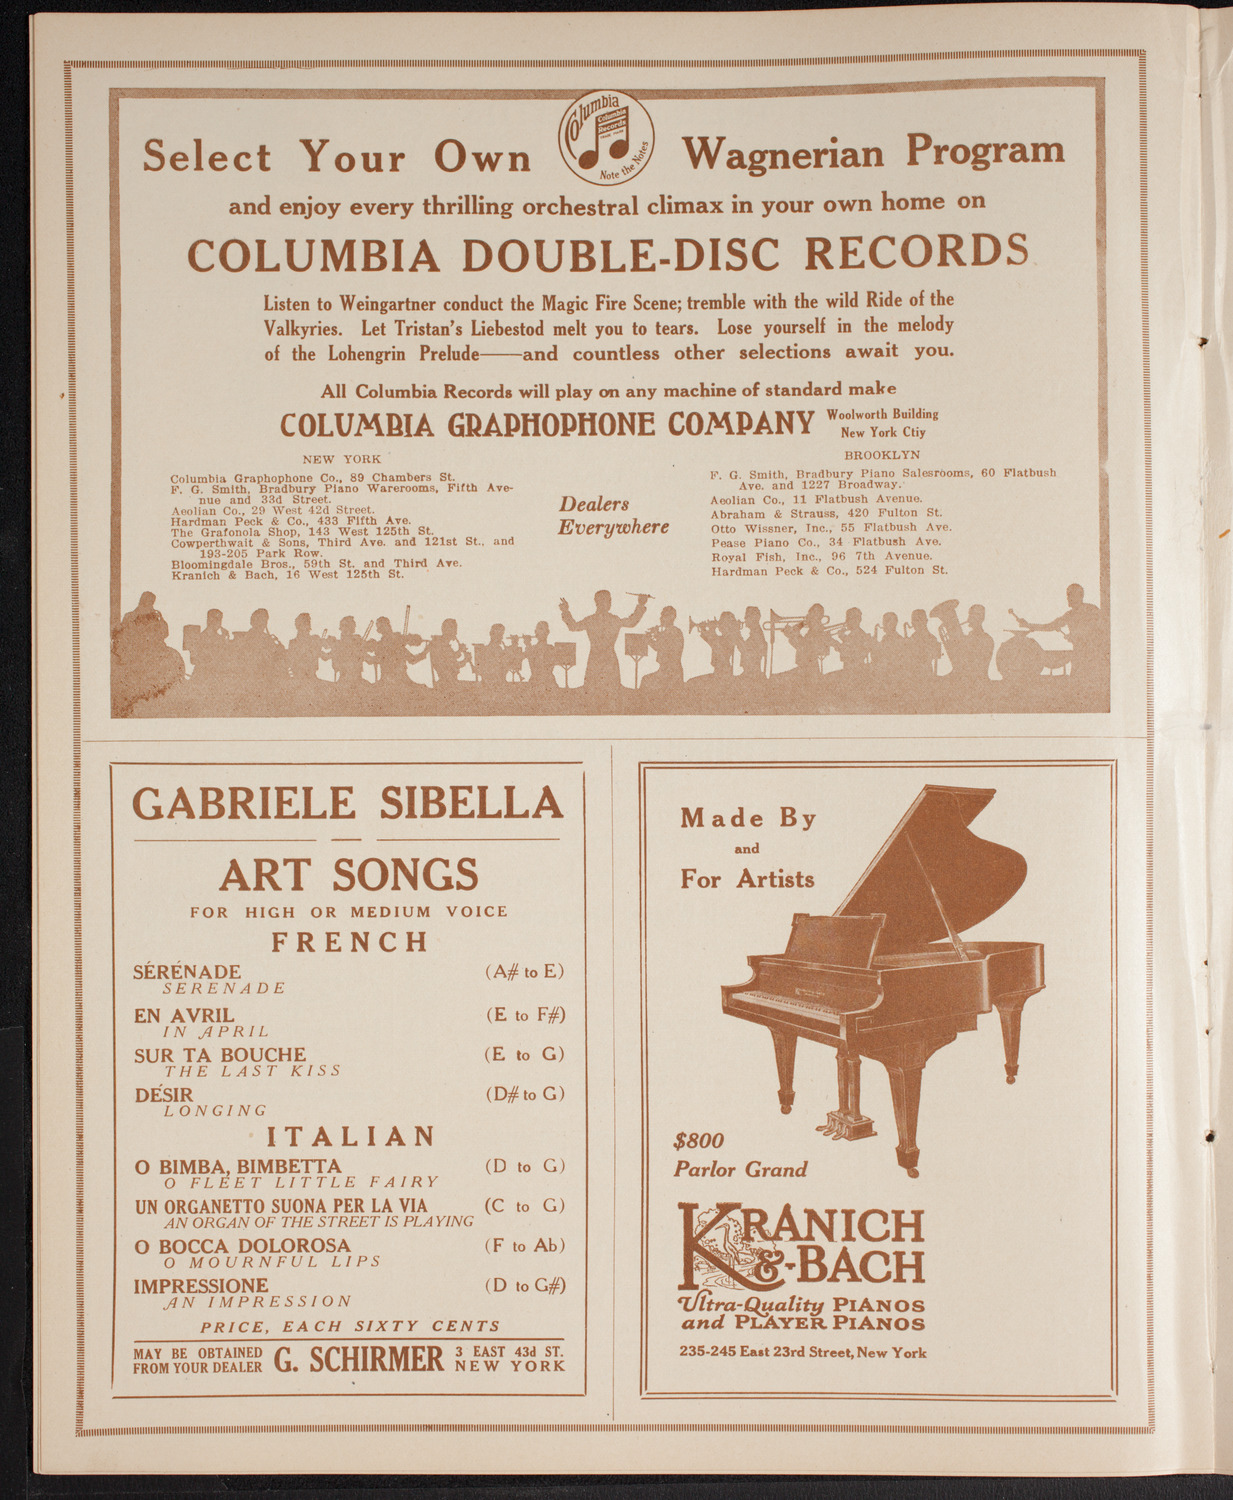 Columbia
Columbia
Records
Note the Notes
Select Your Own Wagnerian Program
and enjoy every thrilling orchestral climax in your own home on
COLUMBIA DOUBLE-DISC RECORDS
Listen to Weingartner conduct the Magic Fire Scene; tremble with the wild Ride of the
Valkyries. Let Tristan's Liebestod melt you to tears. Lose yourself in the melody
of the Lohengrin Prelude——and countless other selections await you.
All Columbia Records will play on any machine of standard make
COLUMBIA GRAPHOPHONE COMPANY Woolworth Building
New York Ctiy
NEW YORK
Columbia Graphophone Co., 89 Chambers St.
F. G. Smith, Bradbury Piano Warerooms, Fifth Ave-
nue and 33d Street.
Aeolian Co., 29 West 42d Street.
Hardman Peck & Co., 433 Fifth Ave.
The Grafonola Shop, 143 West 125th St.
Cowperthwait & Sons, Third Ave. and 121st St., and
193-205 Park Row.
Bloomingdale Bros., 59th St. and Third Ave.
Kranich & Bach, 16 West 125th St.
Dealers
Everywhere
BROOKLYN
F. G. Smith, Bradbury Piano Salesrooms, 60 Flatbush
Ave. and 1227 Broadway.
Aeolian Co., 11 Flatbush Avenue.
Abraham & Strauss, 420 Fulton St.
Otto Wissner, Inc., 55 Flatbush Ave.
Pease Piano Co., 34 Flatbush Ave.
Royal Fish, Inc., 96 7th Avenue.
Hardman Peck & Co., 524 Fulton St.
GABRIELE SIBELLA
ART SONGS
FOR HIGH OR MEDIUM VOICE
FRENCH
SÉRÉNADE (A# to E)
SERENADE
EN AVRIL (E to F#)
IN APRIL
SUR TA BOUCHE (E to G)
THE LAST KISS
DÉSIR (D# to G)
LONGING
ITALIAN
O BIMBA, BIMBETTA (D to G)
O FLEET LITTLE FAIRY
UN ORGANETTO SUONA PER LA VIA (C to G)
AN ORGAN OF THE STREET IS PLAYING
O BOCCA DOLOROSA (F to Ab)
O MOURNFUL LIPS
IMPRESSIONE (D to G#)
AN IMPRESSION
PRICE, EACH SIXTY CENTS
MAY BE OBTAINED
FROM YOUR DEALER
G. SCHIRMER
3 EAST 43d ST.
NEW YORK
Made By
and
For Artists
$800
Parlor Grand
KRANICH
&-BACH
Ultra-Quality PIANOS
and PLAYER PIANOS
235-245 East 23rd Street, New York